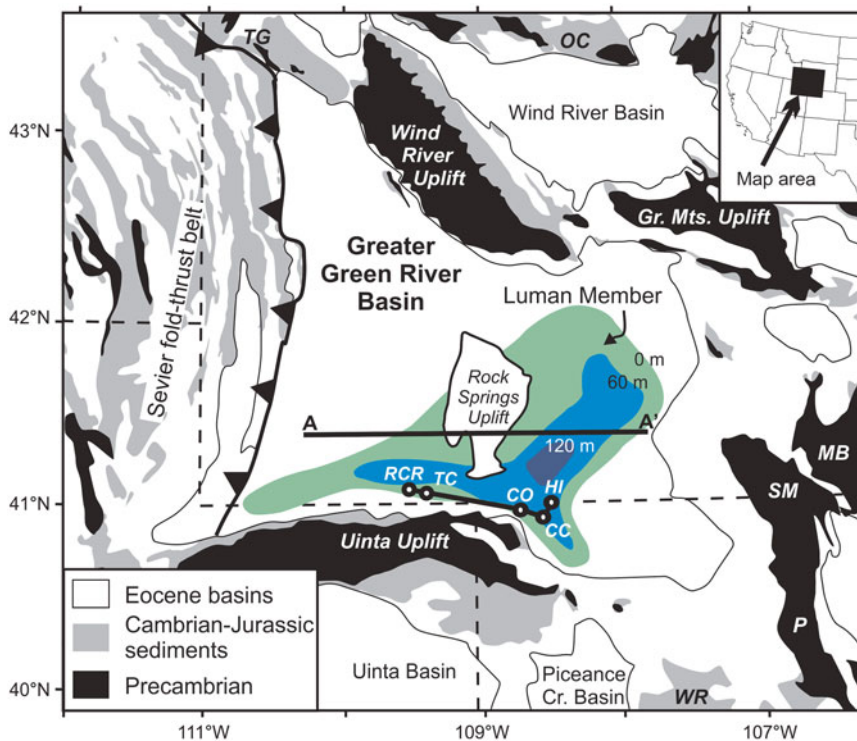 TG
OC
Wind River Basin
Map area
43°N
Wind
River
Uplift
Gr. Mts. Uplift
Sevier fold-thrust belt
Greater
Green River
Basin
Luman Member
42°N
0 m
60 m
Rock
Springs
Uplift
A
A'
120 m
MB
RCR
TC
HI
SM
41°N
CO
CC
Uinta Uplift
Eocene basins
Cambrian-Jurassic
sediments
Precambrian
P
Uinta Basin
Piceance
Cr. Basin
WR
40°N
111°W
109°W
107°W